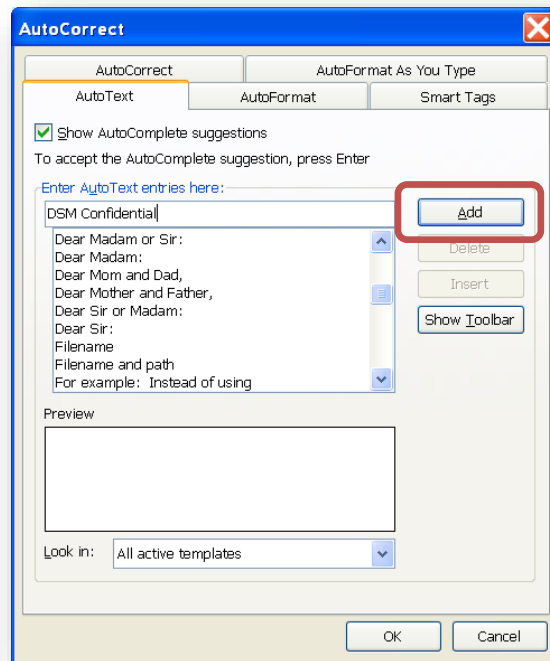 AutoCorrect
AutoCorrect
AutoFormat As You Type
AutoText
AutoFormat
Smart Tags
Show AutoComplete suggestions
To accept the AutoComplete suggestion, press Enter
Enter AutoText entries here:
DSM Confidential
Add
Dear Madam or Sir:
Dear Madam:
Dear Mom and Dad,
Dear Mother and Father,
Dear Sir or Madam:
Dear Sir:
Filename
Filename and path
For example:  Instead of using
Delete
Insert
Show Toolbar
Preview
Look in:
All active templates
OK
Cancel